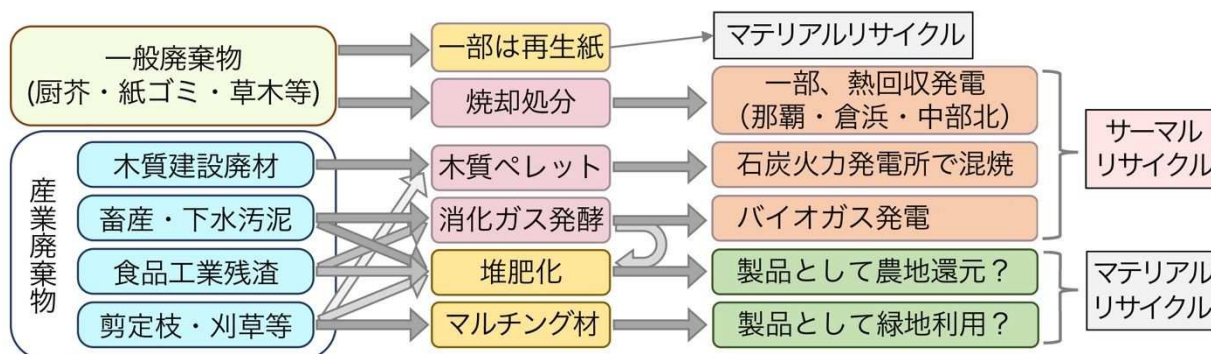 一般廃棄物
(厨芥・紙ゴミ・草木等)
一部は再生紙
マテリアルリサイクル
焼却処分
一部、熱回収発電
（那覇・倉浜・中部北）
サーマル
リサイクル
産業廃棄物
木質建設廃材
木質ペレット
石炭火力発電所で混焼
畜産・下水汚泥
消化ガス発酵
バイオガス発電
食品工業残渣
堆肥化
製品として農地還元？
マテリアル
リサイクル
剪定枝・刈草等
マルチング材
製品として緑地利用？